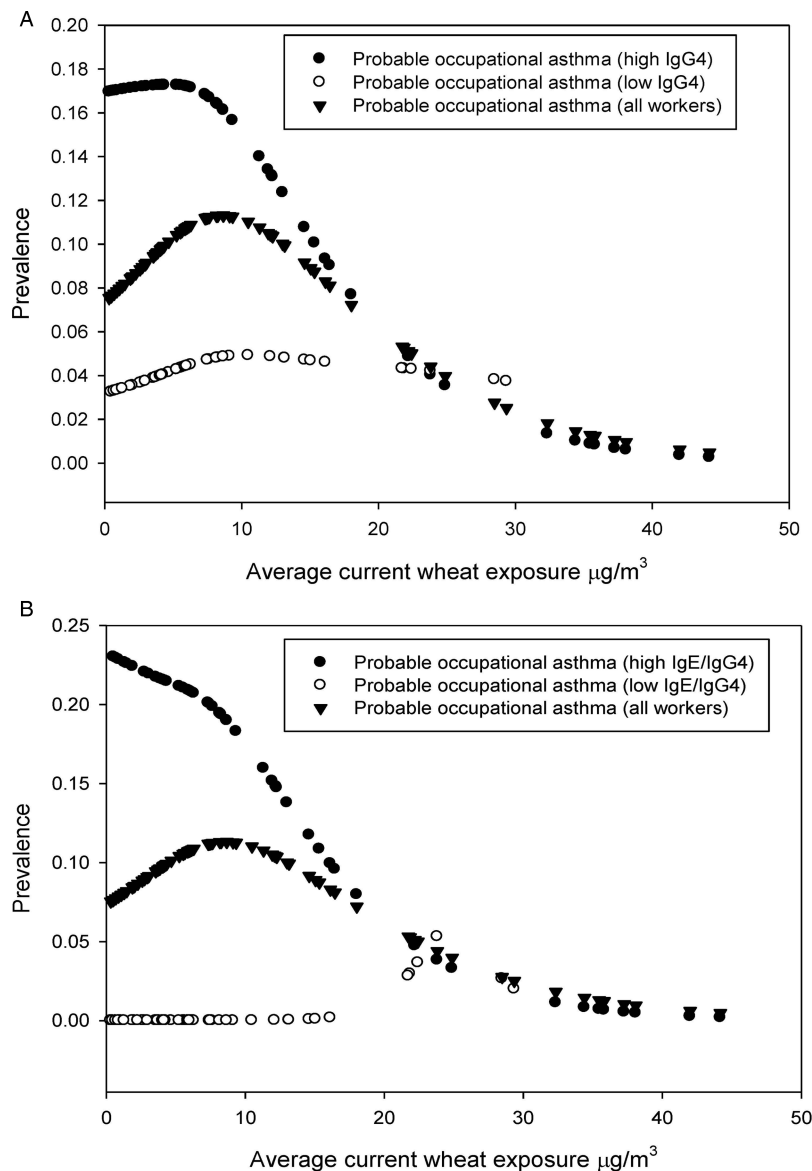 A
0.20
0.18
0.16
0.14
0.12
0.10
0.08
0.06
0.04
0.02
0.00
Prevalence
Probable occupational asthma (high IgG4)
Probable occupational asthma (low IgG4)
Probable occupational asthma (all workers)
0 10 20 30 40 50
Average current wheat exposure μg/m³
B
0.25
0.20
0.15
0.10
0.05
0.00
Prevalence
Probable occupational asthma (high IgE/IgG4)
Probable occupational asthma (low IgE/IgG4)
Probable occupational asthma (all workers)
0 10 20 30 40 50
Average current wheat exposure μg/m³